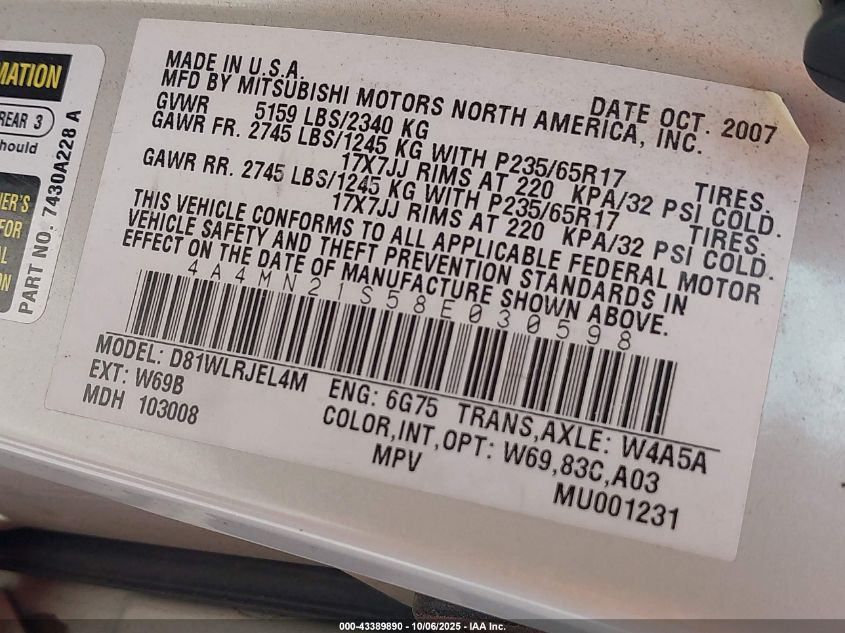 MATION
REAR 3
should
ER'S
FOR
AL
ON
PART NO. 7430A228 A
MADE IN U.S.A. DATE OCT. 2007
MFD BY MITSUBISHI MOTORS NORTH AMERICA, INC.
GVWR 5159 LBS/2340 KG
GAWR FR. 2745 LBS/1245 KG WITH P235/65R17 TIRES.
17X7JJ RIMS AT 220 KPA/32 PSI COLD.
GAWR RR. 2745 LBS/1245 KG WITH P235/65R17 TIRES.
17X7JJ RIMS AT 220 KPA/32 PSI COLD.
THIS VEHICLE CONFORMS TO ALL APPLICABLE FEDERAL MOTOR
VEHICLE SAFETY AND THEFT PREVENTION STANDARDS IN
EFFECT ON THE DATE OF MANUFACTURE SHOWN ABOVE.
4A4MN21S58E030598
MODEL: D81WLRJEL4M ENG: 6G75 TRANS,AXLE: W4A5A
EXT: W69B COLOR,INT,OPT: W69,83C,A03
MDH 103008 MPV MU001231
000-43389890 - 10/06/2025 - IAA Inc.